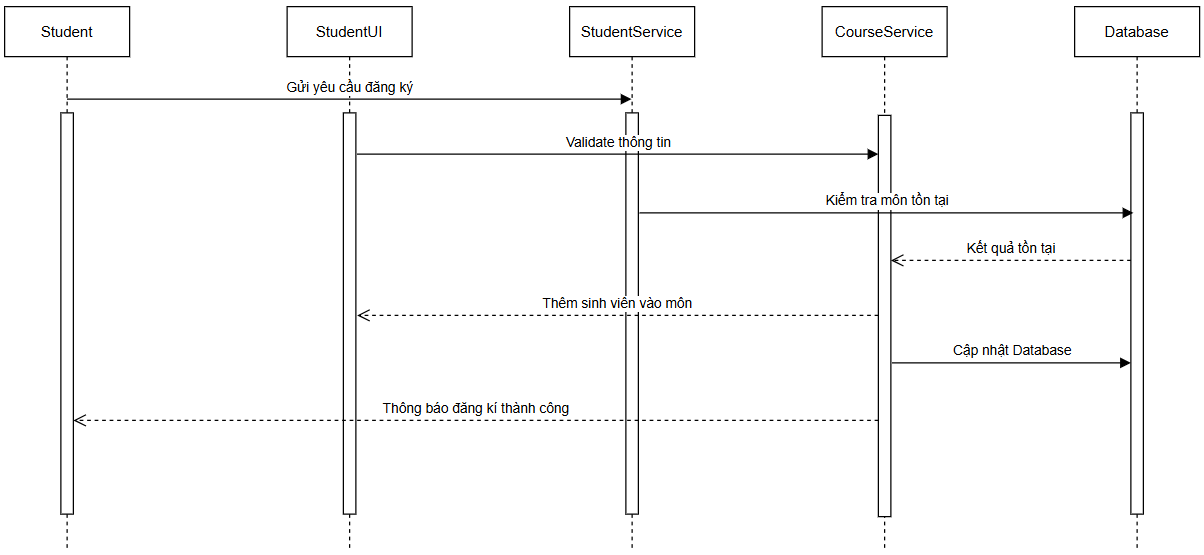 Student
StudentUI
StudentService
CourseService
Database
Gửi yêu cầu đăng ký
Validate thông tin
Kiểm tra môn tồn tại
Kết quả tồn tại
Thêm sinh viên vào môn
Cập nhật Database
Thông báo đăng kí thành công